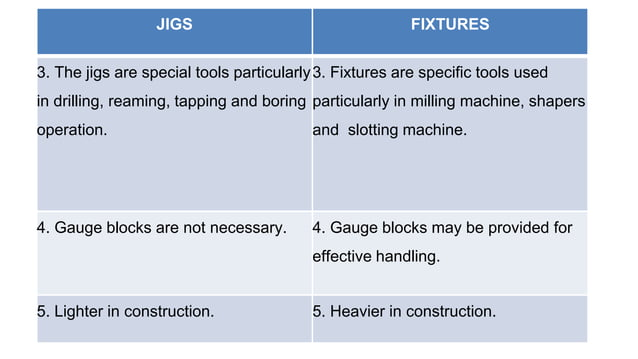 JIGS
FIXTURES
3. The jigs are special tools particularly
in drilling, reaming, tapping and boring
operation.
3. Fixtures are specific tools used
particularly in milling machine, shapers
and  slotting machine.
4. Gauge blocks are not necessary.
4. Gauge blocks may be provided for
effective handling.
5. Lighter in construction.
5. Heavier in construction.